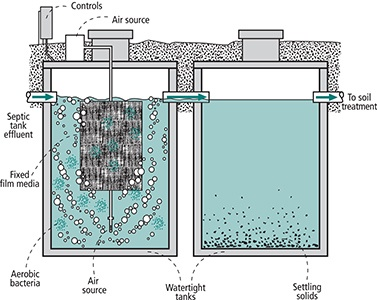 Controls
Air source
Septic
tank
effluent
To soil
treatment
Fixed
film media
Aerobic
bacteria
Air
source
Watertight
tanks
Settling
solids